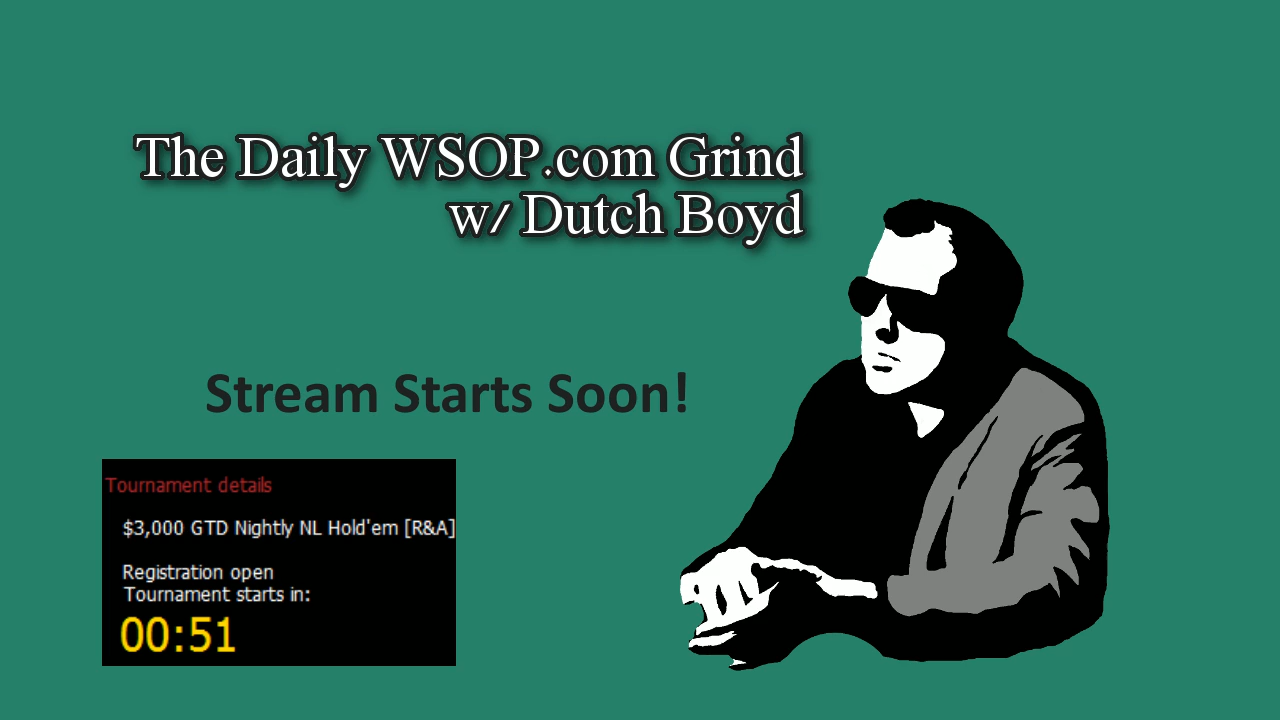 The Daily WSOP.com Grind
w/ Dutch Boyd
Stream Starts Soon!
Tournament details
$3,000 GTD Nightly NL Hold'em [R&A]
Registration open
Tournament starts in:
00:51